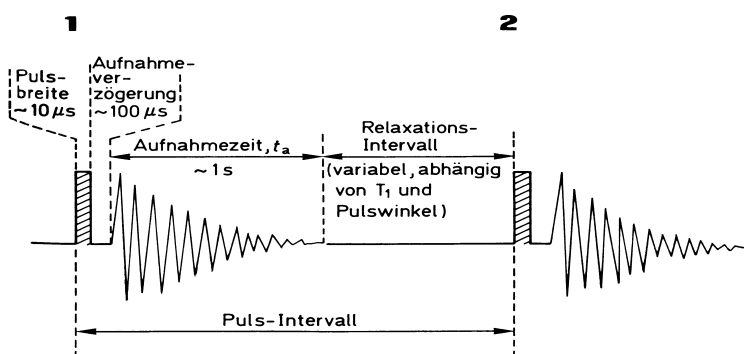 1
2
Puls-
breite
~10 µs
Aufnahme-
ver-
zögerung
~100 µs
Aufnahmezeit, ta
~1 s
Relaxations-
Intervall
(variabel, abhängig
von T1 und
Pulswinkel)
Puls-Intervall